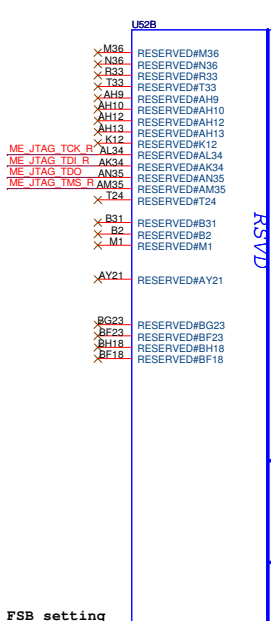 U52B
M36 RESERVED#M36
N36 RESERVED#N36
R33 RESERVED#R33
T33 RESERVED#T33
AH9 RESERVED#AH9
AH10 RESERVED#AH10
AH12 RESERVED#AH12
AH13 RESERVED#AH13
K12 RESERVED#K12
ME_JTAG_TCK_R AL34 RESERVED#AL34
ME_JTAG_TDI_R AK34 RESERVED#AK34
ME_JTAG_TDO AN35 RESERVED#AN35
ME_JTAG_TMS_R AM35 RESERVED#AM35
T24 RESERVED#T24
B31 RESERVED#B31
B2 RESERVED#B2
M1 RESERVED#M1
RSVD
AY21 RESERVED#AY21
BG23 RESERVED#BG23
BF23 RESERVED#BF23
BH18 RESERVED#BH18
BF18 RESERVED#BF18
FSB setting